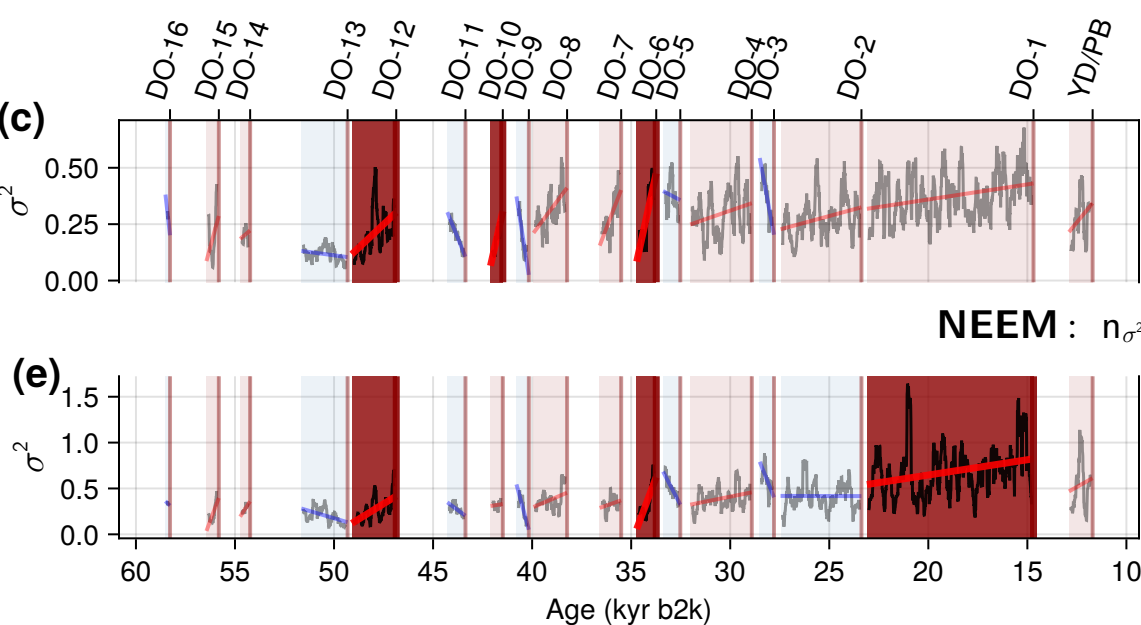 DO-16 DO-15 DO-14 DO-13 DO-12 DO-11 DO-10 DO-9 DO-8 DO-7 DO-6 DO-5 DO-4 DO-3 DO-2 DO-1 YD/PB
(c)
0.50
0.25
0.00
σ²
NEEM : nσ²
(e)
1.5
1.0
0.5
0.0
σ²
60 55 50 45 40 35 30 25 20 15 10
Age (kyr b2k)